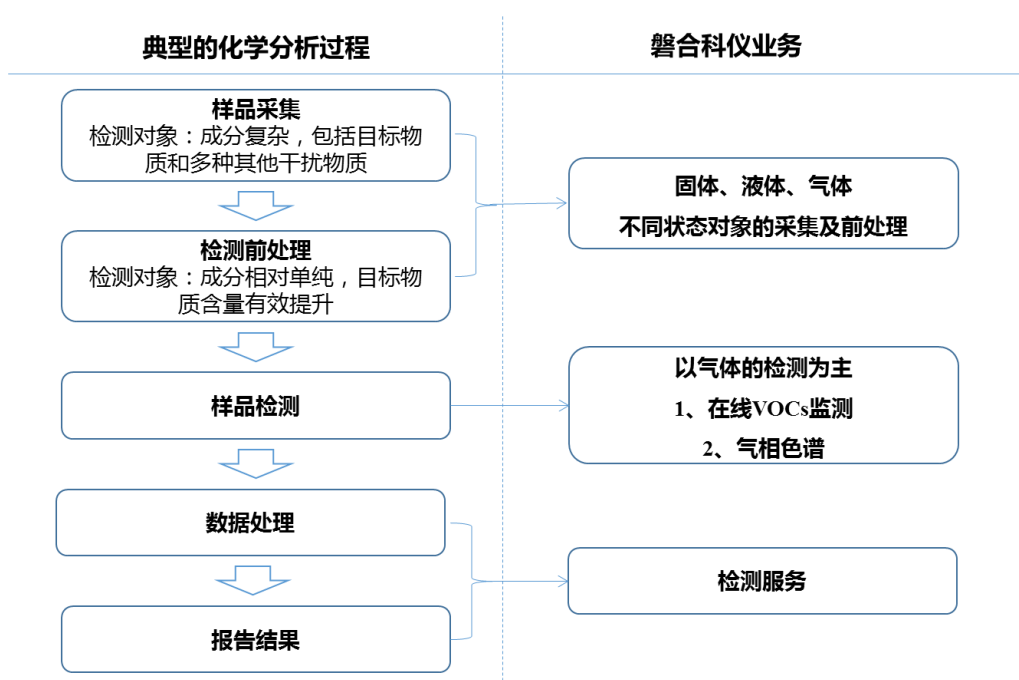 典型的化学分析过程
磐合科仪业务
样品采集
检测对象：成分复杂，包括目标物
质和多种其他干扰物质
检测前处理
检测对象：成分相对单纯，目标物
质含量有效提升
样品检测
数据处理
报告结果
固体、液体、气体
不同状态对象的采集及前处理
以气体的检测为主
1、在线VOCs监测
2、气相色谱
检测服务